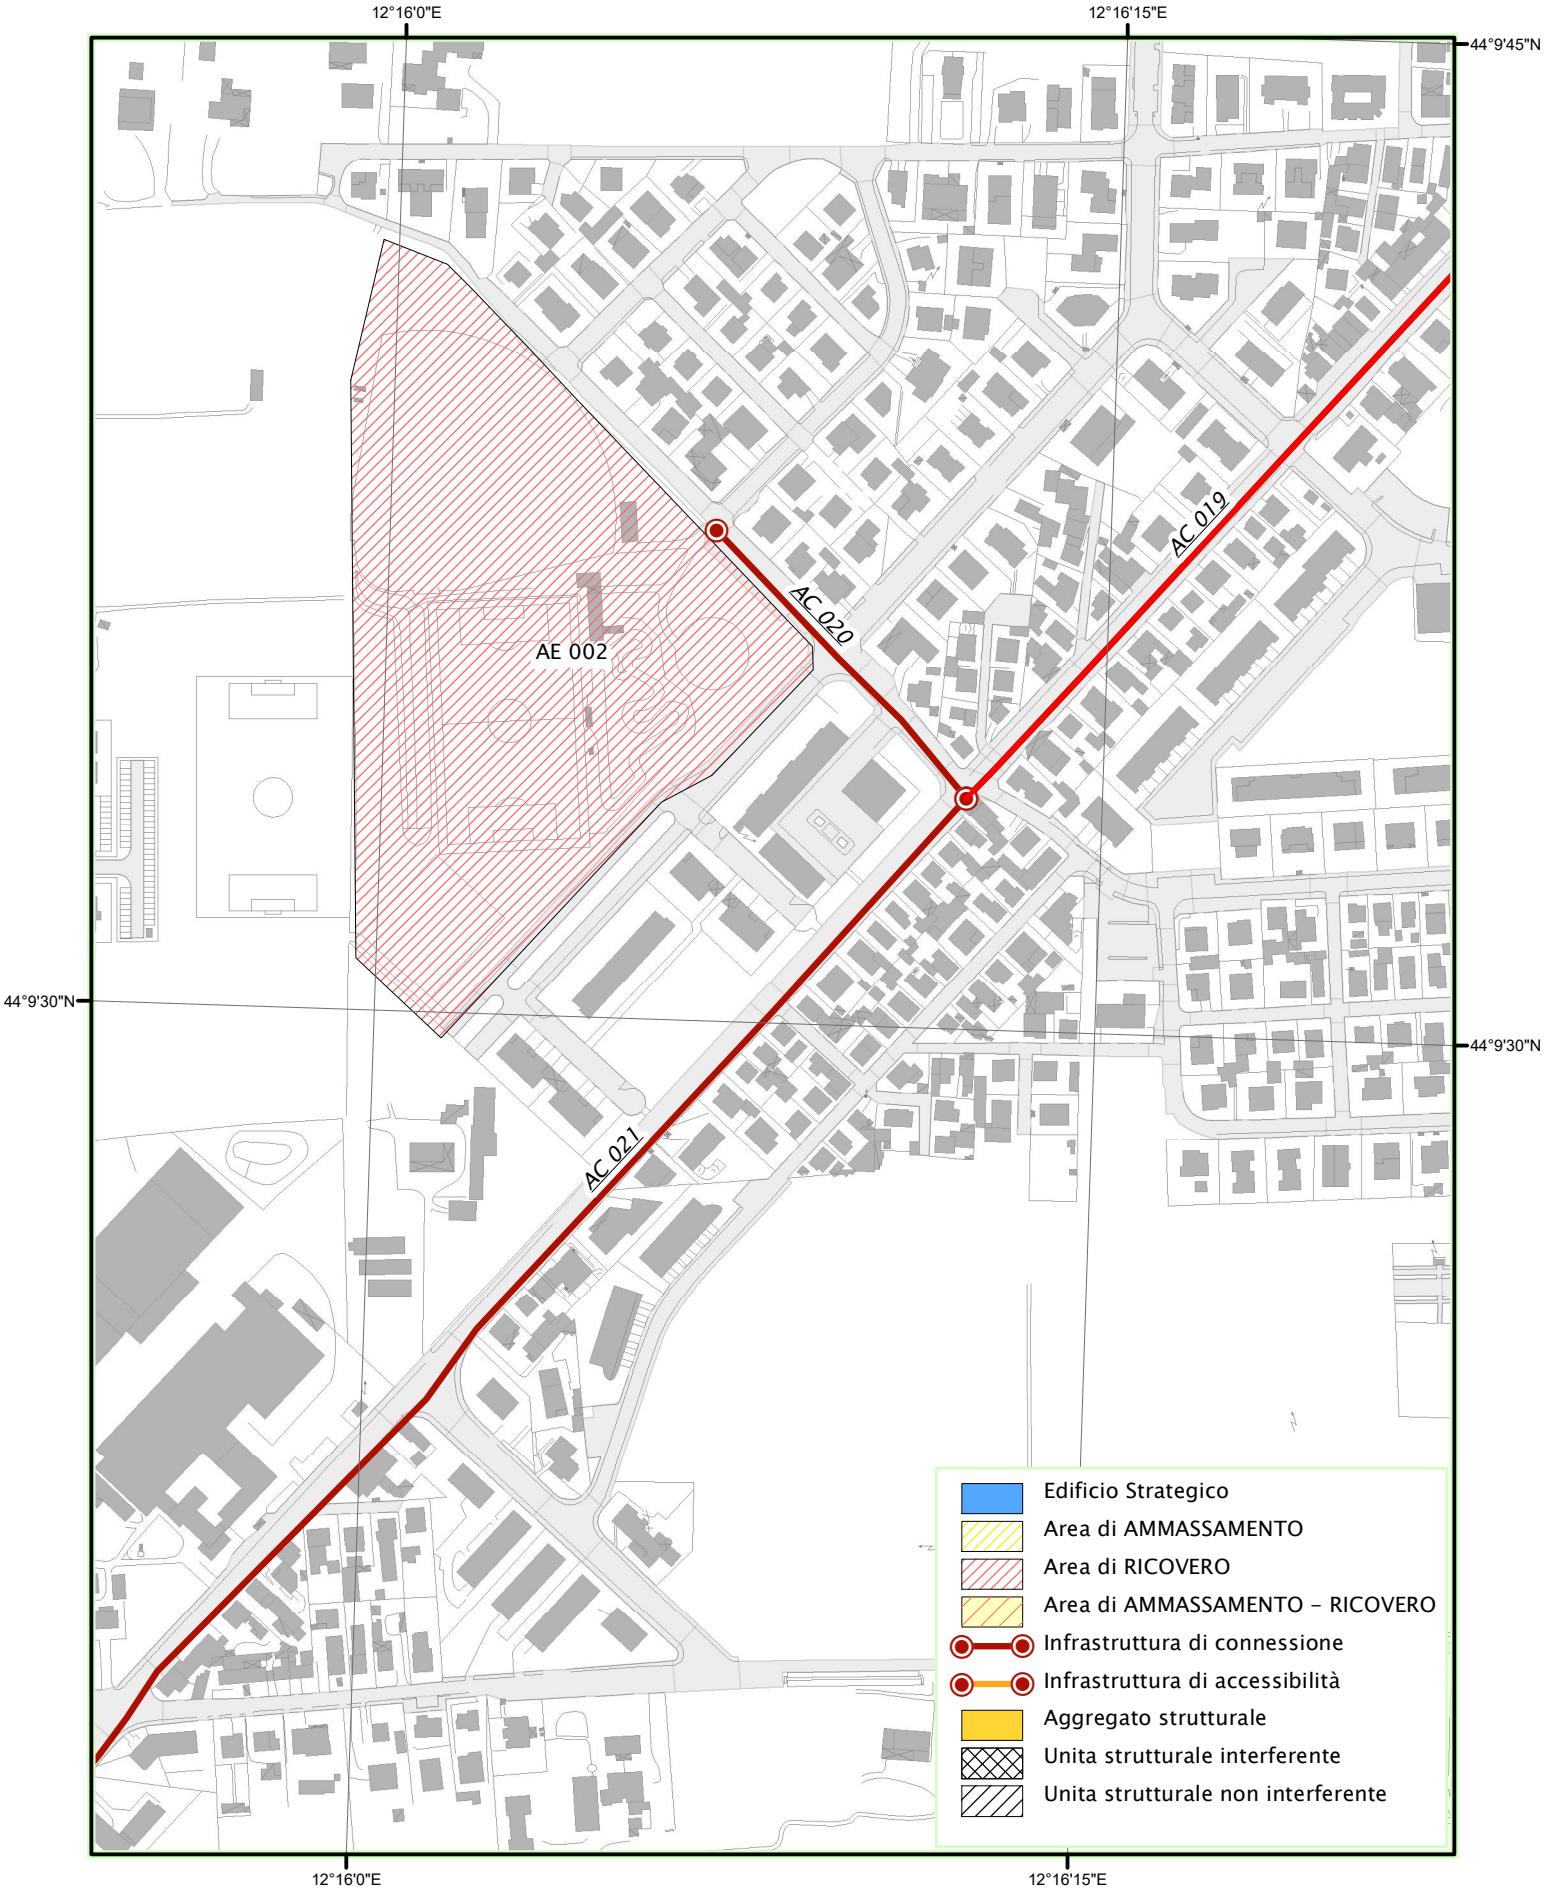 12°16'0"E
12°16'15"E
44°9'45"N
AC 019
AC 020
AE 002
44°9'30"N
44°9'30"N
AC 021
Edificio Strategico
Area di AMMASSAMENTO
Area di RICOVERO
Area di AMMASSAMENTO - RICOVERO
Infrastruttura di connessione
Infrastruttura di accessibilità
Aggregato strutturale
Unita strutturale interferente
Unita strutturale non interferente
12°16'0"E
12°16'15"E